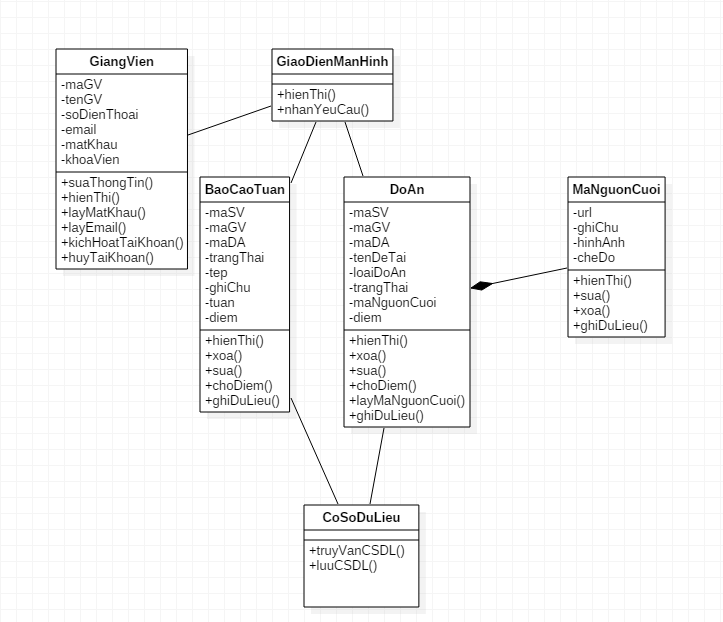 GiangVien
-maGV
-tenGV
-soDienThoai
-email
-matKhau
-khoaVien
+suaThongTin()
+hienThi()
+layMatKhau()
+layEmail()
+kichHoatTaiKhoan()
+huyTaiKhoan()
GiaoDienManHinh
+hienThi()
+nhanYeuCau()
BaoCaoTuan
-maSV
-maGV
-maDA
-trangThai
-tep
-ghiChu
-tuan
-diem
+hienThi()
+xoa()
+sua()
+choDiem()
+ghiDuLieu()
DoAn
-maSV
-maGV
-maDA
-tenDeTai
-loaiDoAn
-trangThai
-maNguonCuoi
-diem
+hienThi()
+xoa()
+sua()
+choDiem()
+layMaNguonCuoi()
+ghiDuLieu()
MaNguonCuoi
-url
-ghiChu
-hinhAnh
-cheDo
+hienThi()
+sua()
+xoa()
+ghiDuLieu()
CoSoDuLieu
+truyVanCSDL()
+luuCSDL()